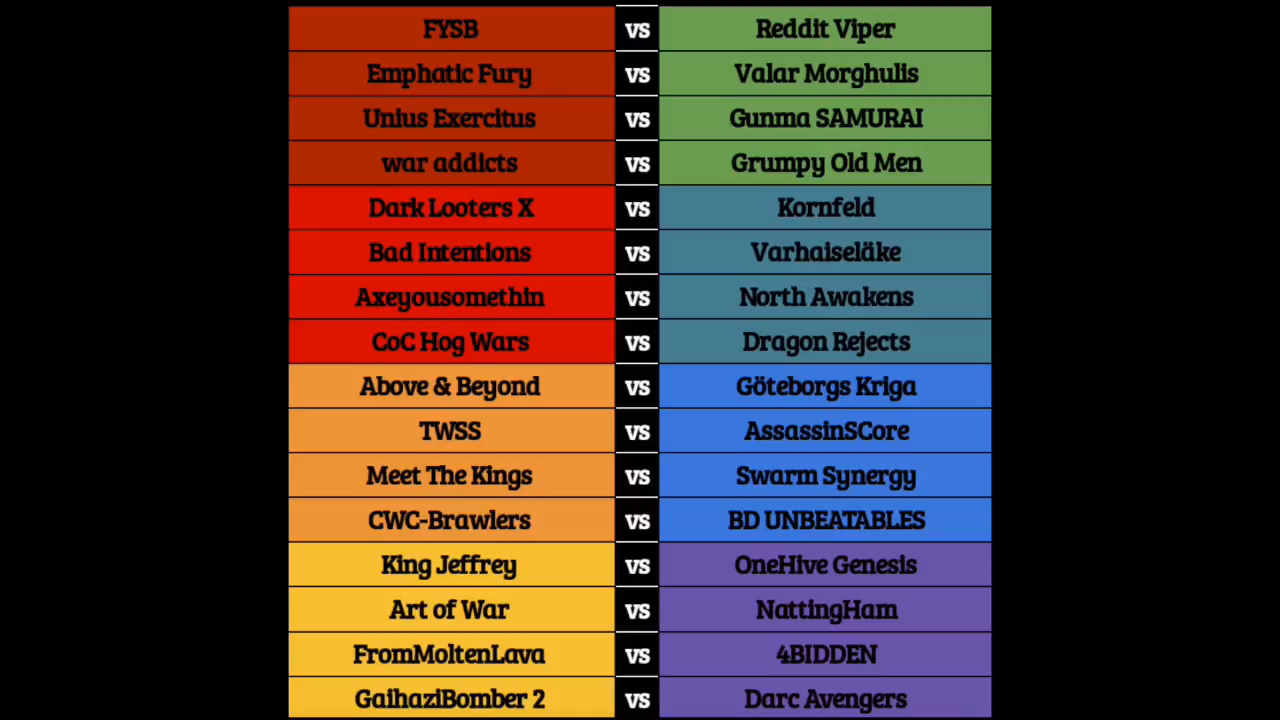 FYSB vs Reddit Viper
Emphatic Fury vs Valar Morghulis
Unius Exercitus vs Gunma SAMURAI
war addicts vs Grumpy Old Men
Dark Looters X vs Kornfeld
Bad Intentions vs Varhaiseläke
Axeyousomethin vs North Awakens
CoC Hog Wars vs Dragon Rejects
Above & Beyond vs Göteborgs Kriga
TWSS vs AssassinSCore
Meet The Kings vs Swarm Synergy
CWC-Brawlers vs BD UNBEATABLES
King Jeffrey vs OneHive Genesis
Art of War vs NattingHam
FromMoltenLava vs 4BIDDEN
GaihaziBomber 2 vs Darc Avengers